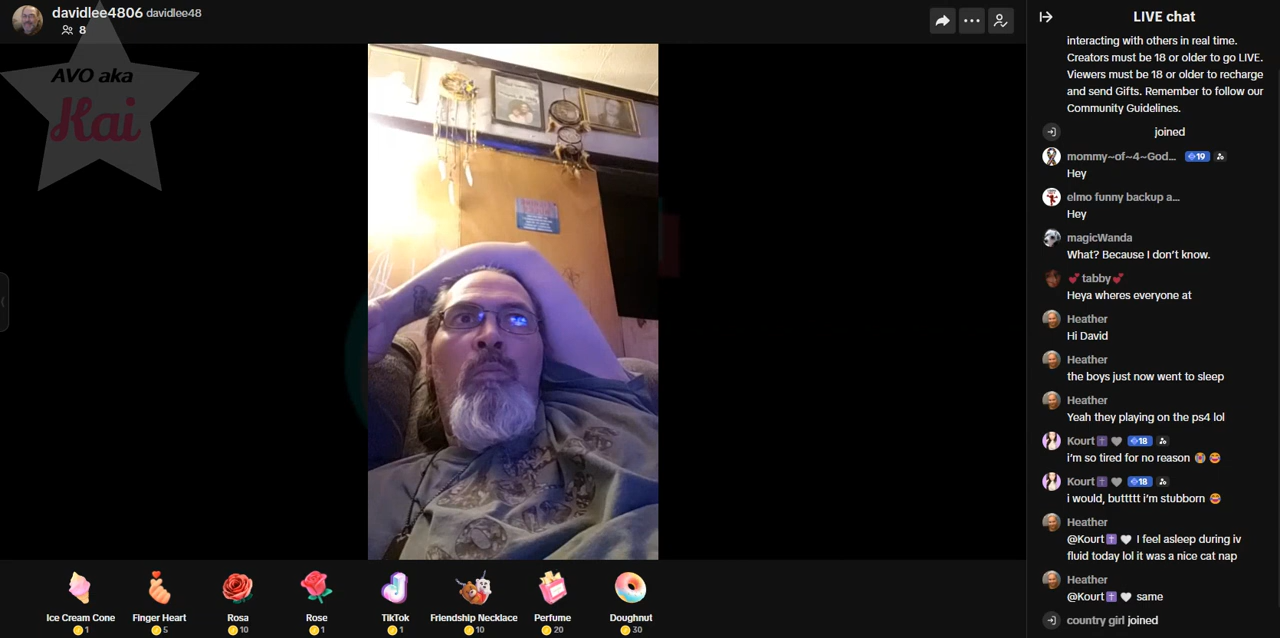 davidlee4806 davidlee48
8
AVO aka
Kai
LIVE chat
interacting with others in real time.
Creators must be 18 or older to go LIVE.
Viewers must be 18 or older to recharge
and send Gifts. Remember to follow our
Community Guidelines.
joined
mommy~of~4~God... 19
Hey
elmo funny backup a...
Hey
magicWanda
What? Because I don't know.
💕tabby💕
Heya wheres everyone at
Heather
Hi David
Heather
the boys just now went to sleep
Heather
Yeah they playing on the ps4 lol
Kourt✝️🤍 18
i'm so tired for no reason 😭😂
Kourt✝️🤍 18
i would, buttttt i'm stubborn 😂
Heather
@Kourt✝️🤍 I feel asleep during iv
fluid today lol it was a nice cat nap
Heather
@Kourt✝️🤍 same
country girl joined
Ice Cream Cone
1
Finger Heart
5
Rosa
10
Rose
1
TikTok
1
Friendship Necklace
10
Perfume
20
Doughnut
30